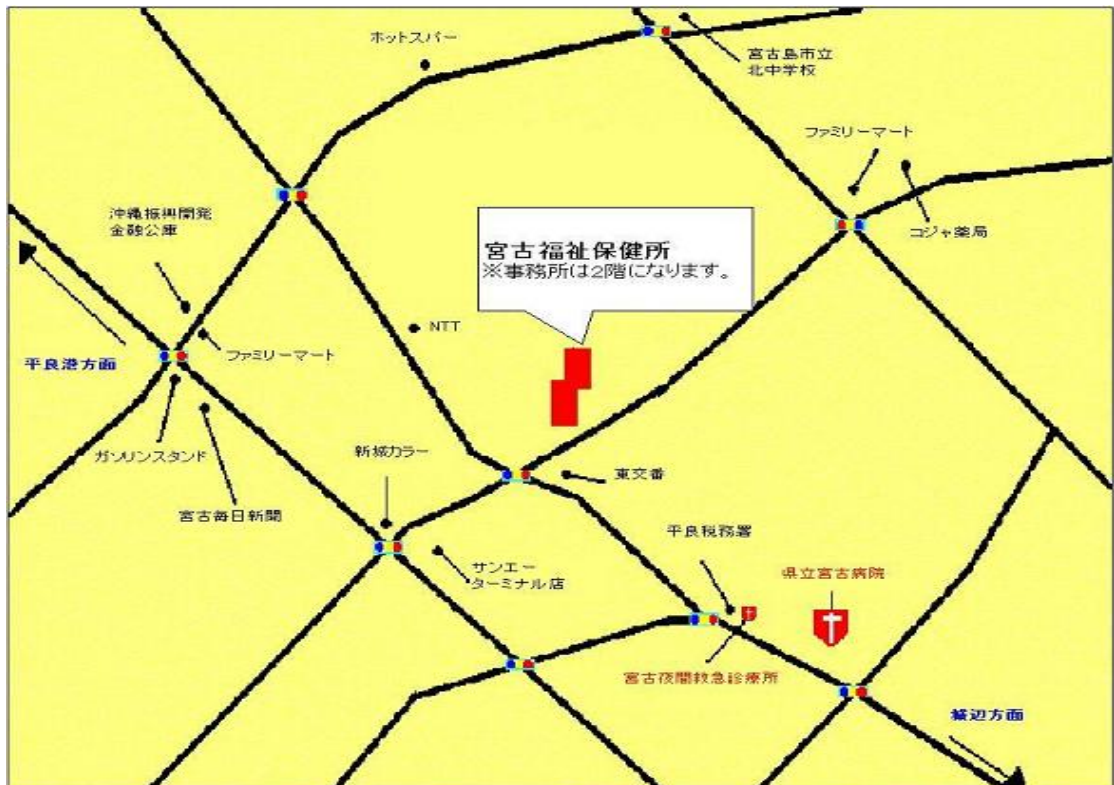 ホットスパー
宮古島市立
北中学校
ファミリーマート
沖縄振興開発
金融公庫
コジャ薬局
宮古福祉保健所
※事務所は2階になります。
NTT
ファミリーマート
平良港方面
新城カラー
ガソリンスタンド
東交番
宮古毎日新聞
平良税務署
サンエー
ターミナル店
県立宮古病院
宮古夜間救急診療所
城辺方面